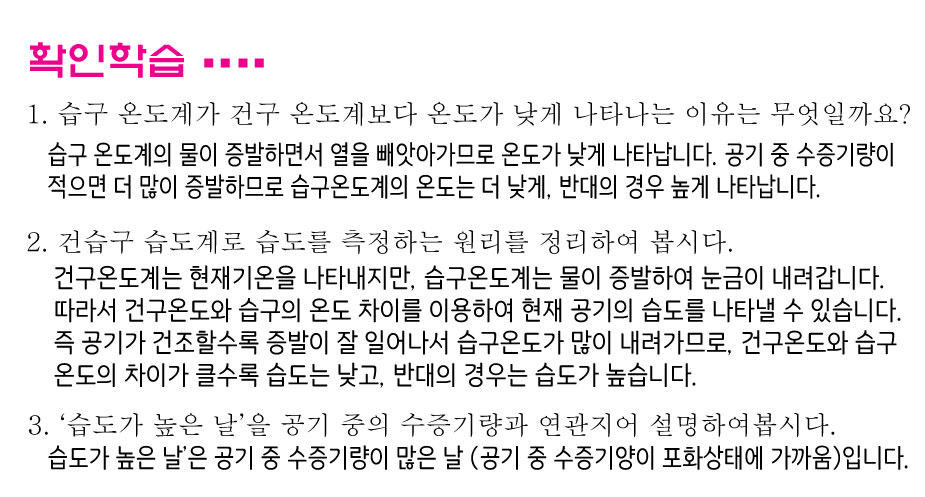 확인학습 ....
1. 습구 온도계가 건구 온도계보다 온도가 낮게 나타나는 이유는 무엇일까요?
습구 온도계의 물이 증발하면서 열을 빼앗아가므로 온도가 낮게 나타납니다. 공기 중 수증기량이
적으면 더 많이 증발하므로 습구온도계의 온도는 더 낮게, 반대의 경우 높게 나타납니다.
2. 건습구 습도계로 습도를 측정하는 원리를 정리하여 봅시다.
건구온도계는 현재기온을 나타내지만, 습구온도계는 물이 증발하여 눈금이 내려갑니다.
따라서 건구온도와 습구의 온도 차이를 이용하여 현재 공기의 습도를 나타낼 수 있습니다.
즉 공기가 건조할수록 증발이 잘 일어나서 습구온도가 많이 내려가므로, 건구온도와 습구
온도의 차이가 클수록 습도는 낮고, 반대의 경우는 습도가 높습니다.
3. ‘습도가 높은 날’을 공기 중의 수증기량과 연관지어 설명하여봅시다.
습도가 높은 날’은 공기 중 수증기량이 많은 날 (공기 중 수증기양이 포화상태에 가까움)입니다.